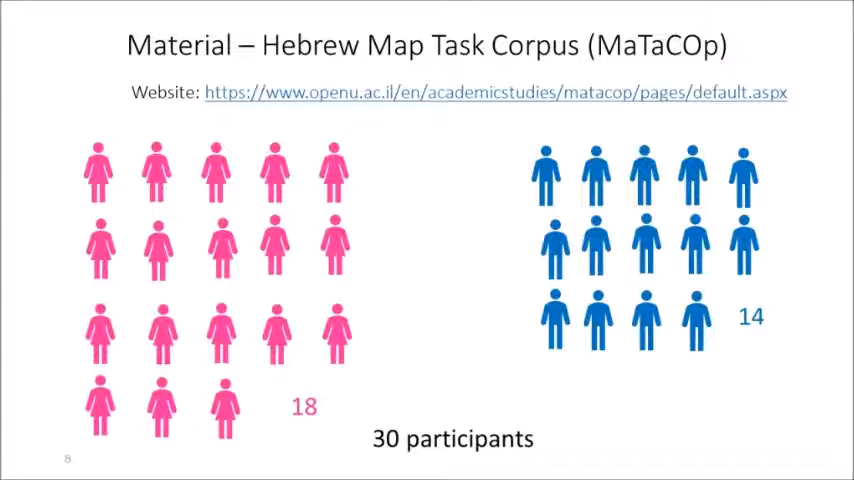 Material – Hebrew Map Task Corpus (MaTaCOp)
Website: https://www.openu.ac.il/en/academicstudies/matacop/pages/default.aspx
14
18
30 participants
8